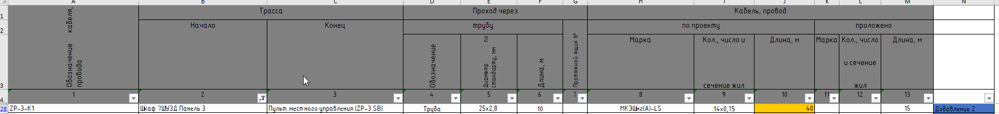 A B C D E F G H I J K L M N
1 Обозначение кабеля, провода Трасса Проход через Кабель, провод
2 Начало Конец трубу Протяжной ящик № по проекту проложено
3 Обозначение Диаметр по стандарту, мм Длина, м Марка Кол., число и сечение жил Длина, м Марка Кол., число и сечение жил Длина, м
4 1 2 3 4 5 6 7 8 9 10 11 12 13
28 ZP-3-K1 Шкаф 7ШУЗД Панель 3 Пульт местного управления (ZP-3.SB) Труба 25x2,8 10 МКЭШнг(А)-LS 14x0,75 40 15 Добавление 2